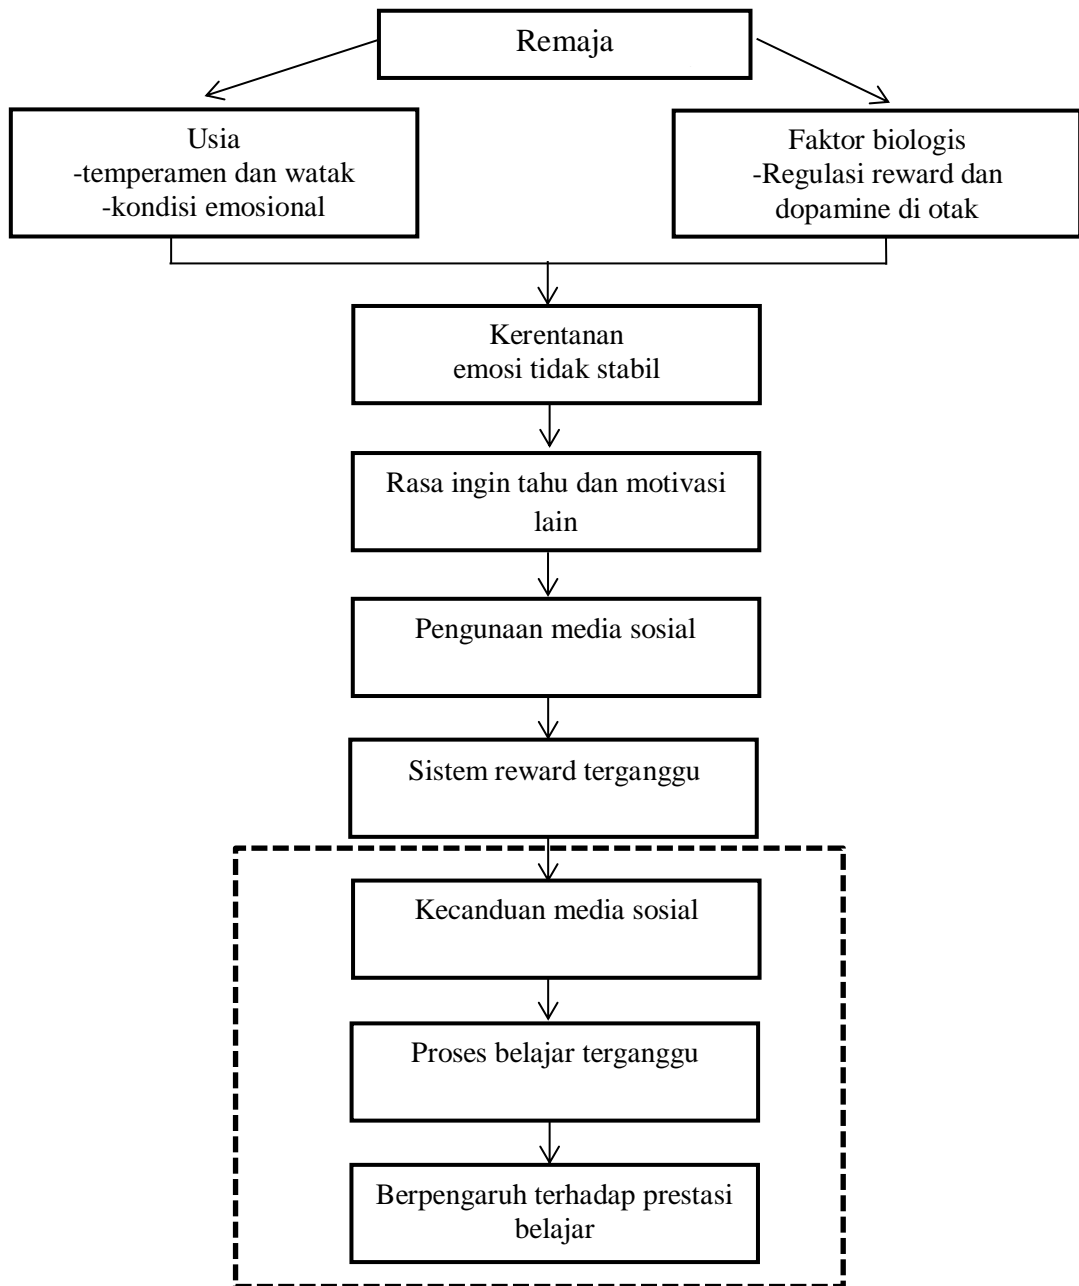 Remaja
Usia
-temperamen dan watak
-kondisi emosional
Faktor biologis
-Regulasi reward dan
dopamine di otak
Kerentanan
emosi tidak stabil
Rasa ingin tahu dan motivasi
lain
Pengunaan media sosial
Sistem reward terganggu
Kecanduan media sosial
Proses belajar terganggu
Berpengaruh terhadap prestasi
belajar